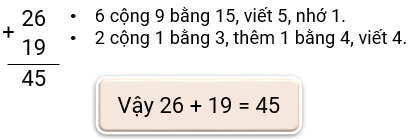 26
+
19
45
• 6 cộng 9 bằng 15, viết 5, nhớ 1.
• 2 cộng 1 bằng 3, thêm 1 bằng 4, viết 4.
Vậy 26 + 19 = 45